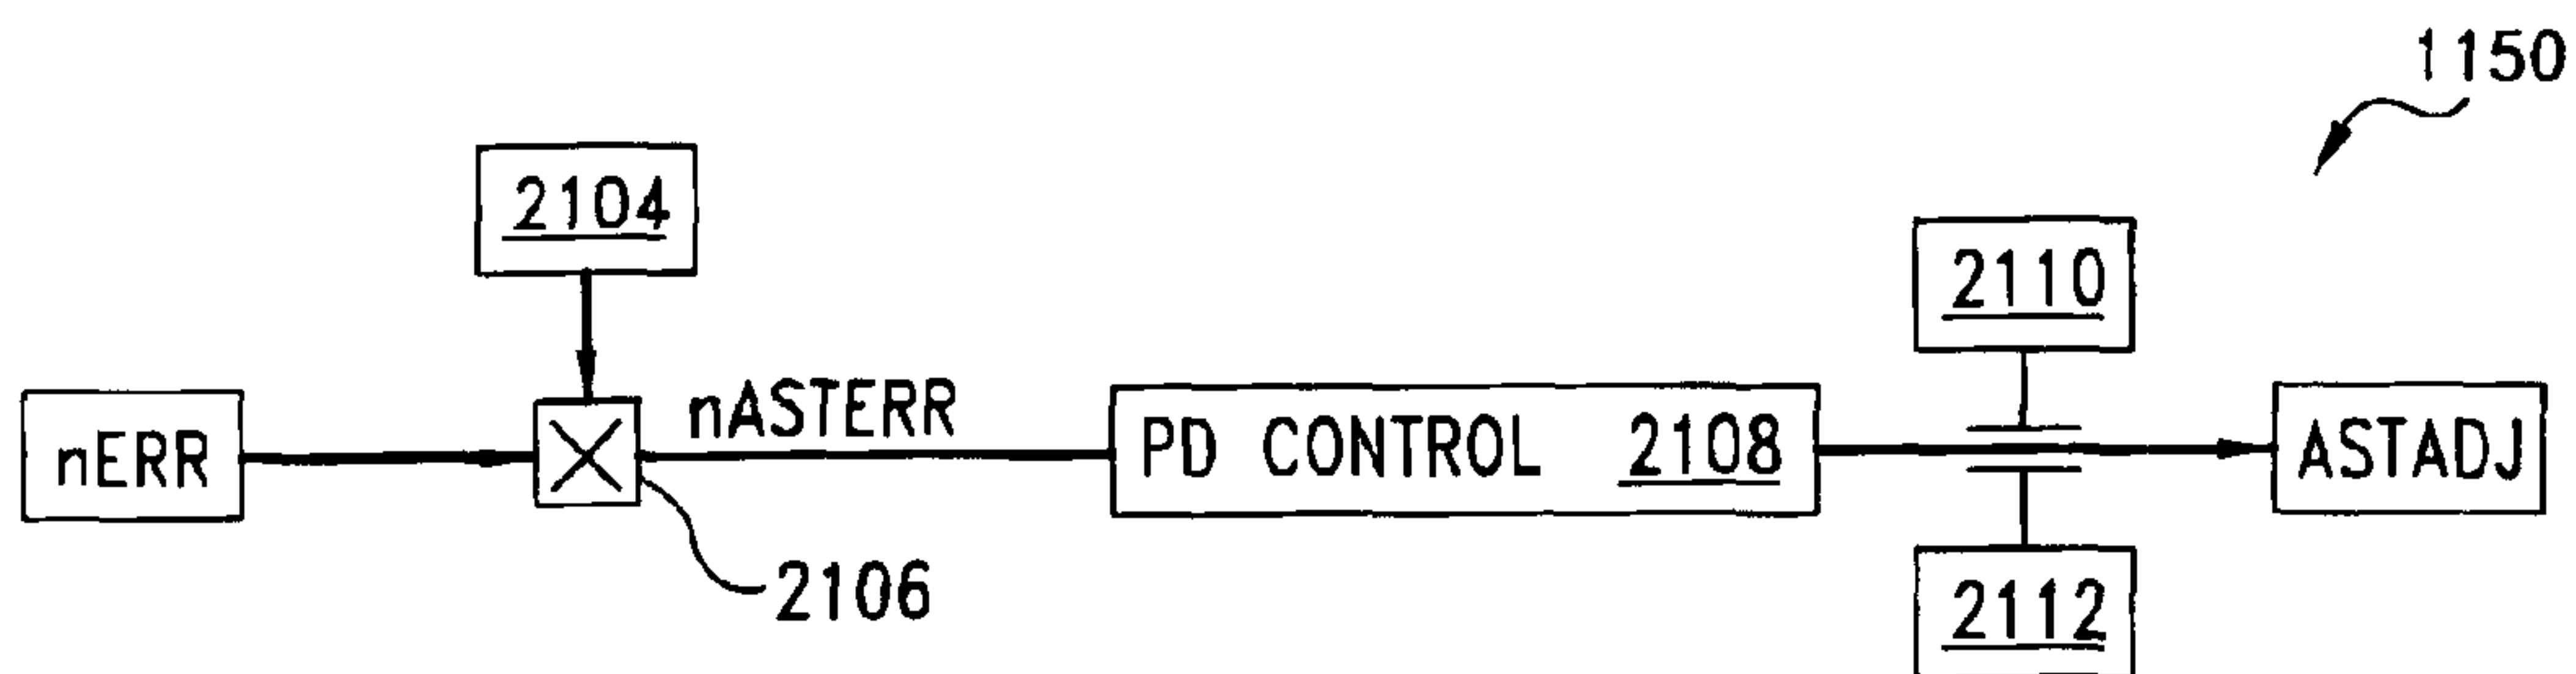 1150
2104
2110
nERR
nASTERR
PD CONTROL 2108
ASTADJ
2106
2112